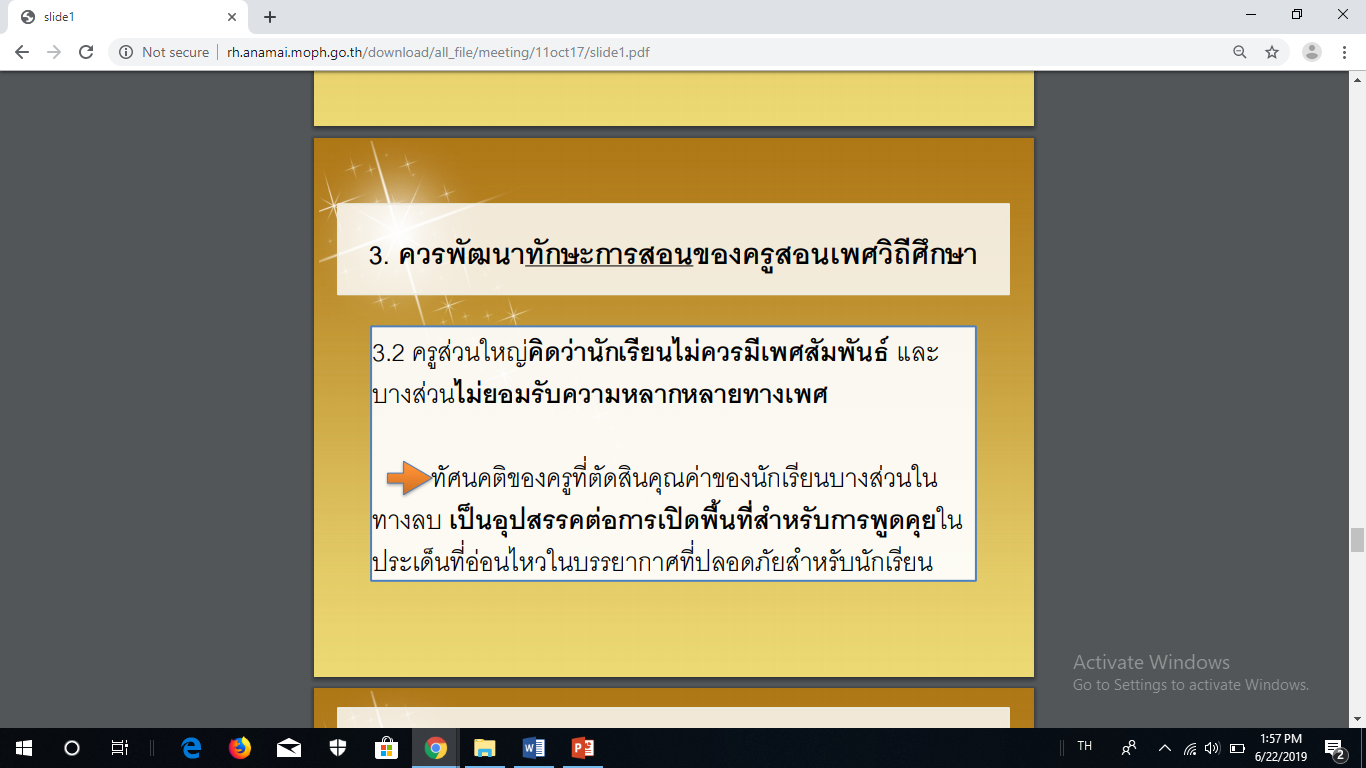 slide1
Not secure
rh.anamai.moph.go.th/download/all_file/meeting/11oct17/slide1.pdf
3. ควรพัฒนาทักษะการสอนของครูสอนเพศวิถีศึกษา
3.2 ครูส่วนใหญ่คิดว่านักเรียนไม่ควรมีเพศสัมพันธ์ และ
บางส่วนไม่ยอมรับความหลากหลายทางเพศ
ทัศนคติของครูที่ตัดสินคุณค่าของนักเรียนบางส่วนใน
ทางลบ เป็นอุปสรรคต่อการเปิดพื้นที่สำหรับการพูดคุยใน
ประเด็นที่อ่อนไหวในบรรยากาศที่ปลอดภัยสำหรับนักเรียน
Activate Windows
Go to Settings to activate Windows.
TH
1:57 PM
6/22/2019
2